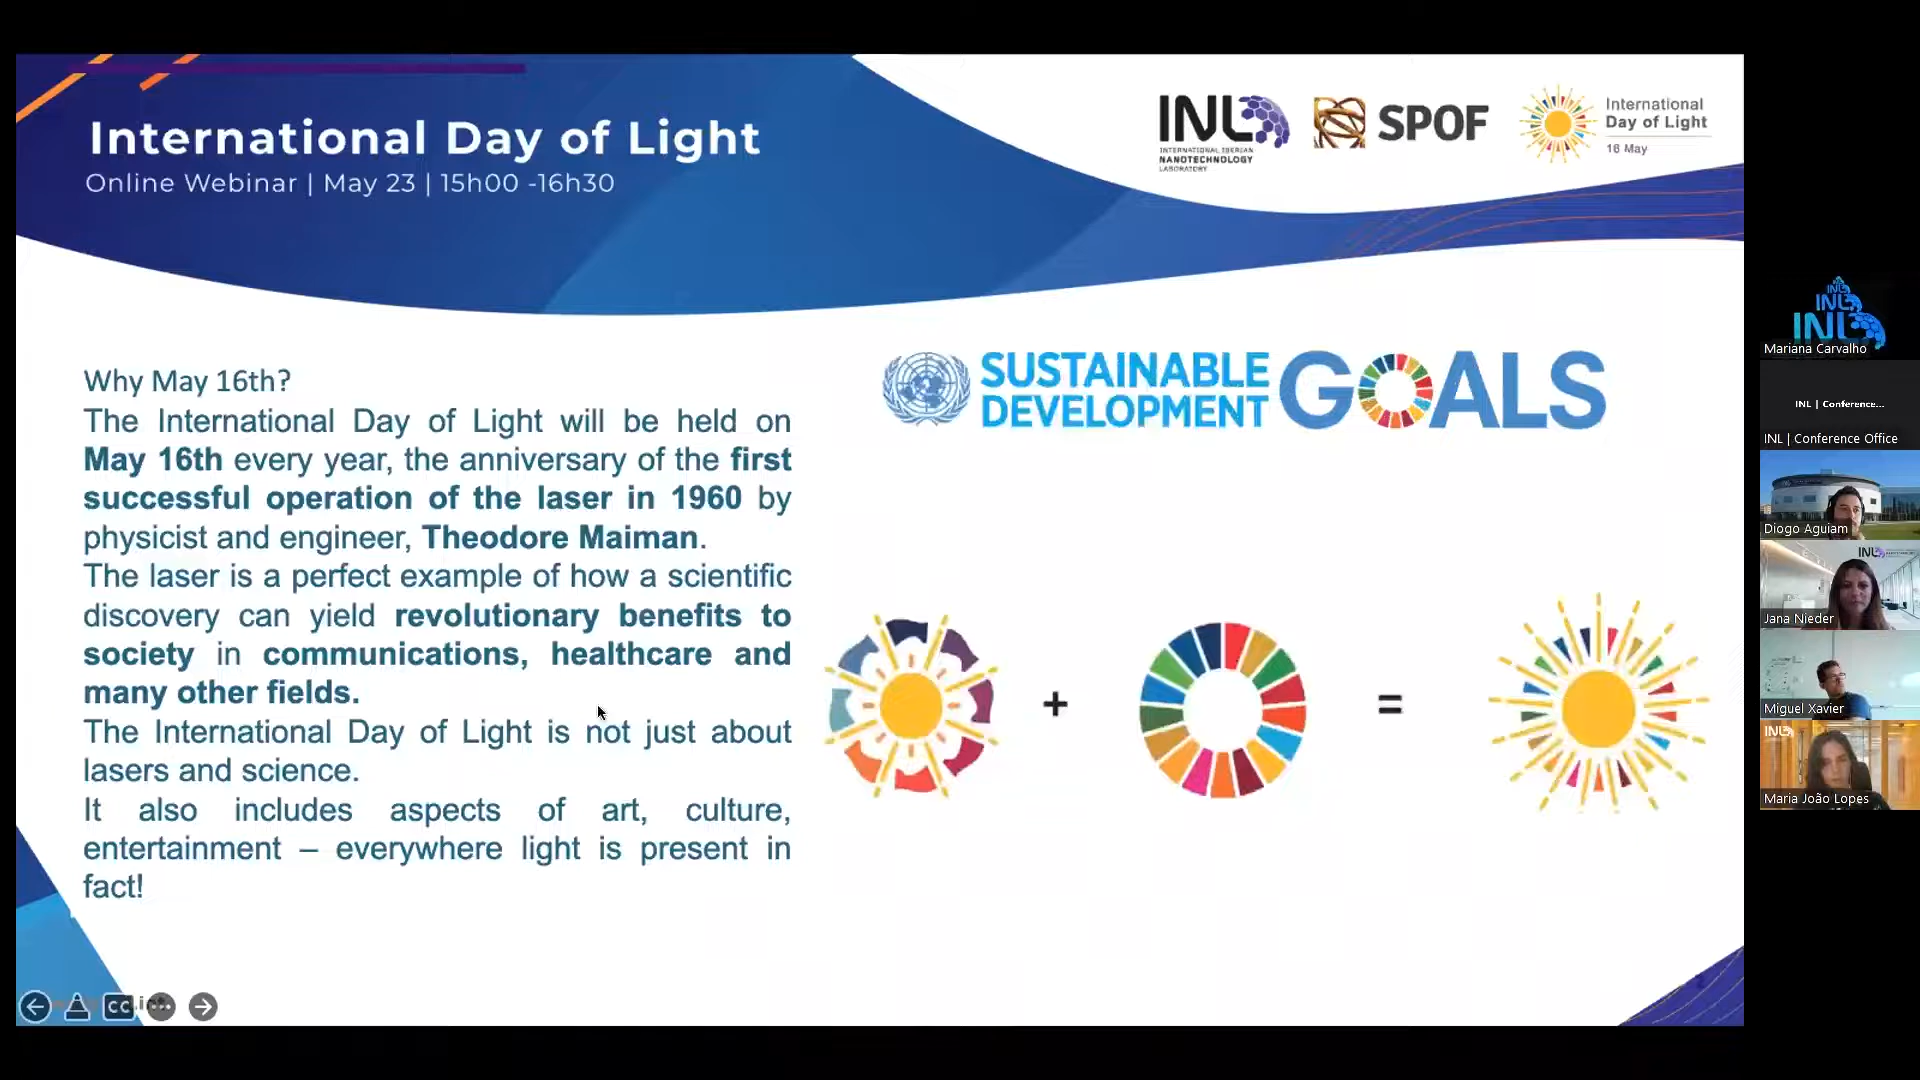 International Day of Light
Online Webinar | May 23 | 15h00 -16h30
INL
INTERNATIONAL IBERIAN
NANOTECHNOLOGY
LABORATORY
SPOF
International
Day of Light
16 May
Why May 16th?
The International Day of Light will be held on
May 16th every year, the anniversary of the first
successful operation of the laser in 1960 by
physicist and engineer, Theodore Maiman.
The laser is a perfect example of how a scientific
discovery can yield revolutionary benefits to
society in communications, healthcare and
many other fields.
The International Day of Light is not just about
lasers and science.
It also includes aspects of art, culture,
entertainment – everywhere light is present in
fact!
SUSTAINABLE
DEVELOPMENT
GOALS
+
=
CC
INL
INL
INL
Mariana Carvalho
INL | Conference...
INL | Conference Office
Diogo Aguiam
INL
Jana Nieder
Miguel Xavier
INL
Maria João Lopes